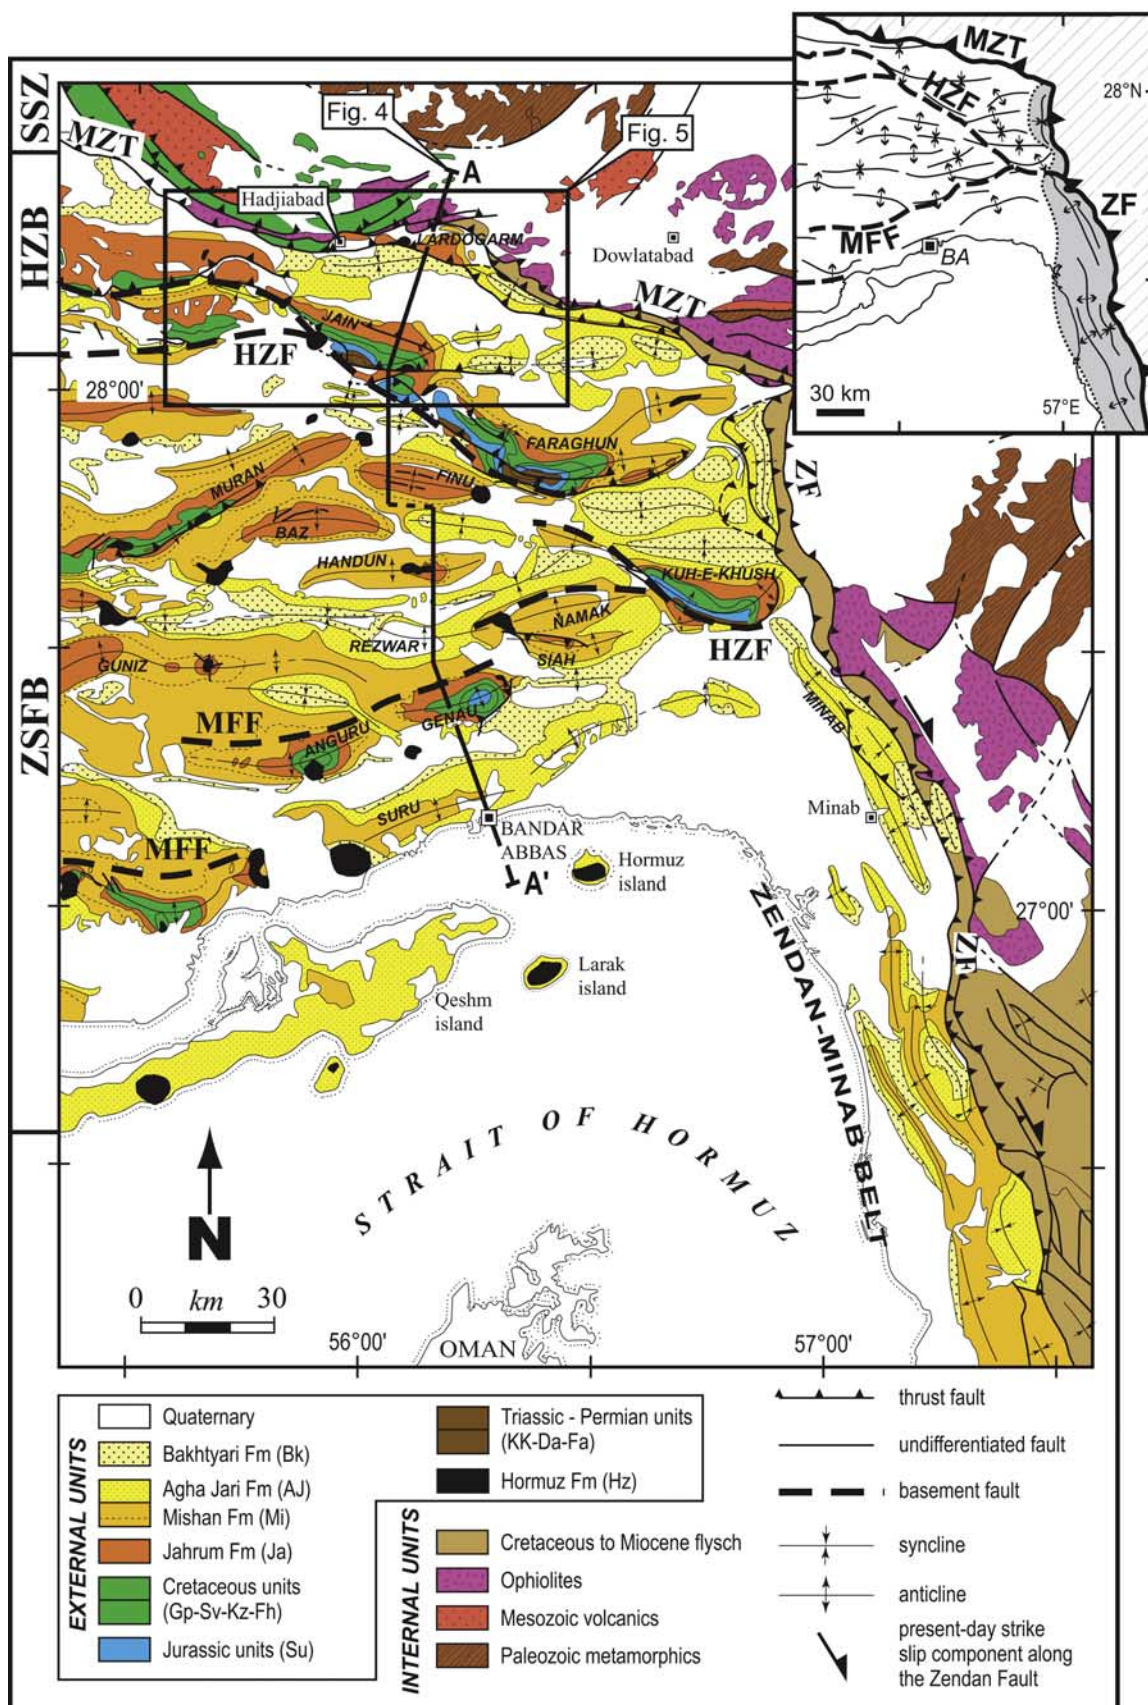 SSZ
HZB
ZSFB
MZT
Fig. 4
Fig. 5
A
Hadjiabad
LARDOGARM
Dowlatabad
MZT
JAIN
HZF
28°00'
FARAGHUN
FINU
MURAN
BAZ
HANDUN
KUH-E-KHUSH
ZF
NAMAK
REZWAR
SIAH
HZF
GUNIZ
GENAU
MFF
ANGURU
MINAB
SURU
Minab
BANDAR
ABBAS
MFF
A'
Hormuz
island
27°00'
ZF
Larak
island
Qeshm
island
ZENDAN-MINAB BELT
STRAIT OF HORMUZ
N
0 km 30
56°00'
OMAN
57°00'
MZT
HZF
28°N
ZF
MFF
BA
30 km
57°E
EXTERNAL UNITS
Quaternary
Bakhtyari Fm (Bk)
Agha Jari Fm (AJ)
Mishan Fm (Mi)
Jahrum Fm (Ja)
Cretaceous units
(Gp-Sv-Kz-Fh)
Jurassic units (Su)
Triassic - Permian units
(KK-Da-Fa)
Hormuz Fm (Hz)
INTERNAL UNITS
Cretaceous to Miocene flysch
Ophiolites
Mesozoic volcanics
Paleozoic metamorphics
thrust fault
undifferentiated fault
basement fault
syncline
anticline
present-day strike
slip component along
the Zendan Fault